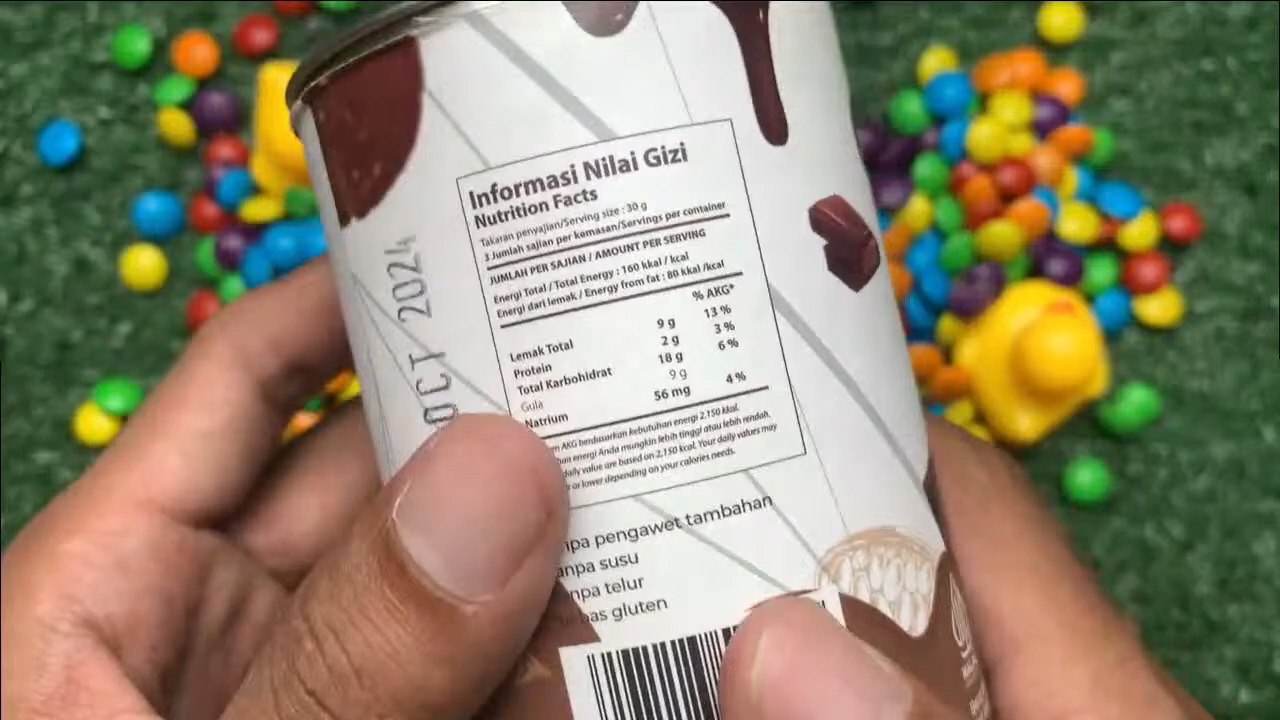 Informasi Nilai Gizi
Nutrition Facts
Takaran penyajian/Serving size : 30 g
3 Jumlah sajian per kemasan/Servings per container
JUMLAH PER SAJIAN / AMOUNT PER SERVING
Energi Total / Total Energy : 160 kkal / kcal
Energi dari lemak / Energy from fat : 80 kkal /kcal
% AKG*
Lemak Total 9 g 13 %
Protein 2 g 3 %
Total Karbohidrat 18 g 6 %
Gula 9 g
Natrium 56 mg 4 %
AKG berdasarkan kebutuhan energi 2.150 kkal.
energi Anda mungkin lebih tinggi atau lebih rendah.
daily value are based on 2.150 kcal. Your daily values may
or lower depending on your calories needs.
pengawet tambahan
susu
telur
gluten
OCT 2024